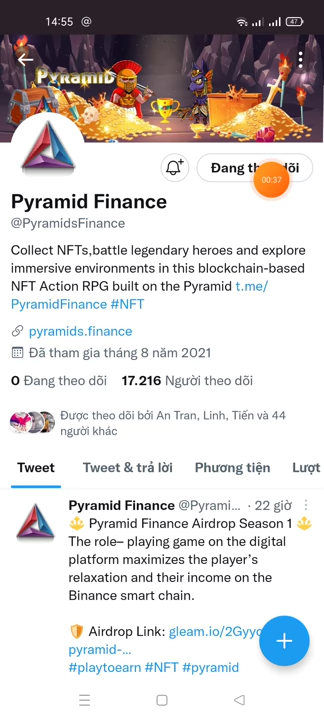 14:55 @ 47
PyramiD
Đang th dõi
00:37
Pyramid Finance
@PyramidsFinance
Collect NFTs,battle legendary heroes and explore
immersive environments in this blockchain-based
NFT Action RPG built on the Pyramid t.me/
PyramidFinance #NFT
pyramids.finance
Đã tham gia tháng 8 năm 2021
0 Đang theo dõi 17.216 Người theo dõi
Được theo dõi bởi An Tran, Linh, Tiến và 44
người khác
Tweet Tweet & trả lời Phương tiện Lượt
Pyramid Finance @Pyrami... · 22 giờ
Pyramid Finance Airdrop Season 1
The role– playing game on the digital
platform maximizes the player's
relaxation and their income on the
Binance smart chain.
Airdrop Link: gleam.io/2Gyyc
pyramid-...
#playtoearn #NFT #pyramid